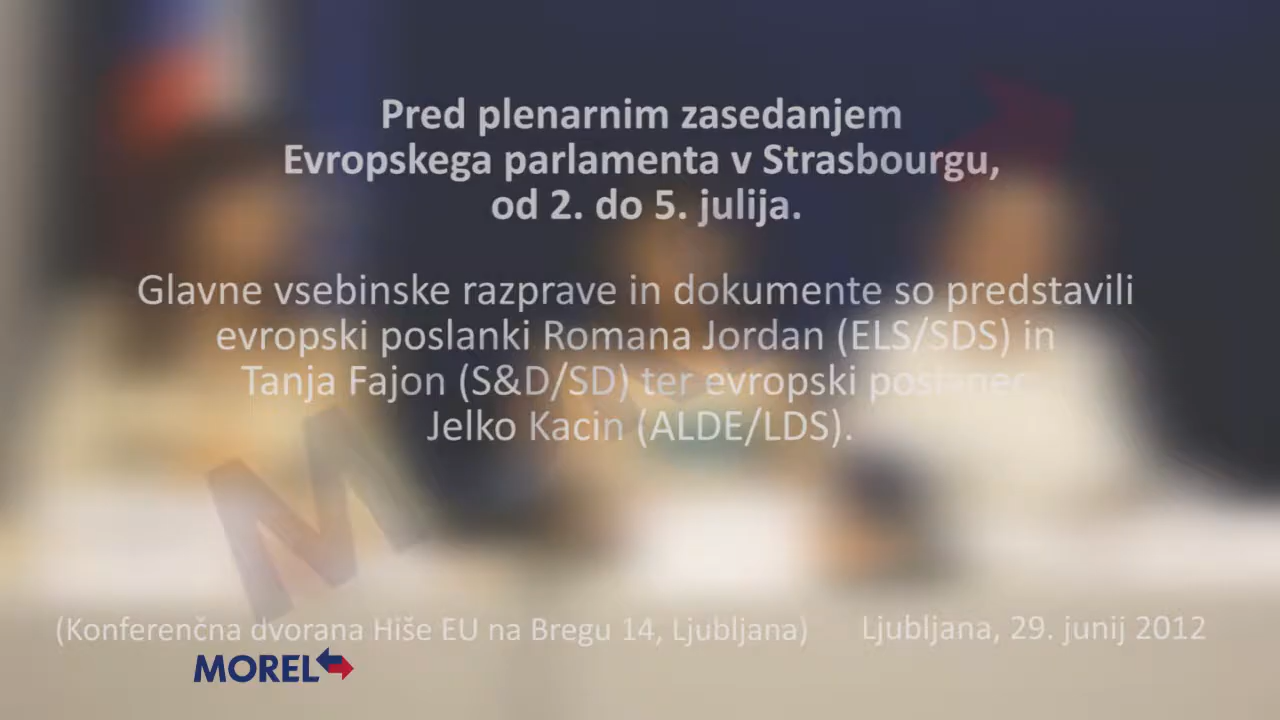 Pred plenarnim zasedanjem
Evropskega parlamenta v Strasbourgu,
od 2. do 5. julija.
Glavne vsebinske razprave in dokumente so predstavili
evropski poslanki Romana Jordan (ELS/SDS) in
Tanja Fajon (S&D/SD) ter evropski poslanec
Jelko Kacin (ALDE/LDS).
(Konferenčna dvorana Hiše EU na Bregu 14, Ljubljana)
Ljubljana, 29. junij 2012
M
MOREL